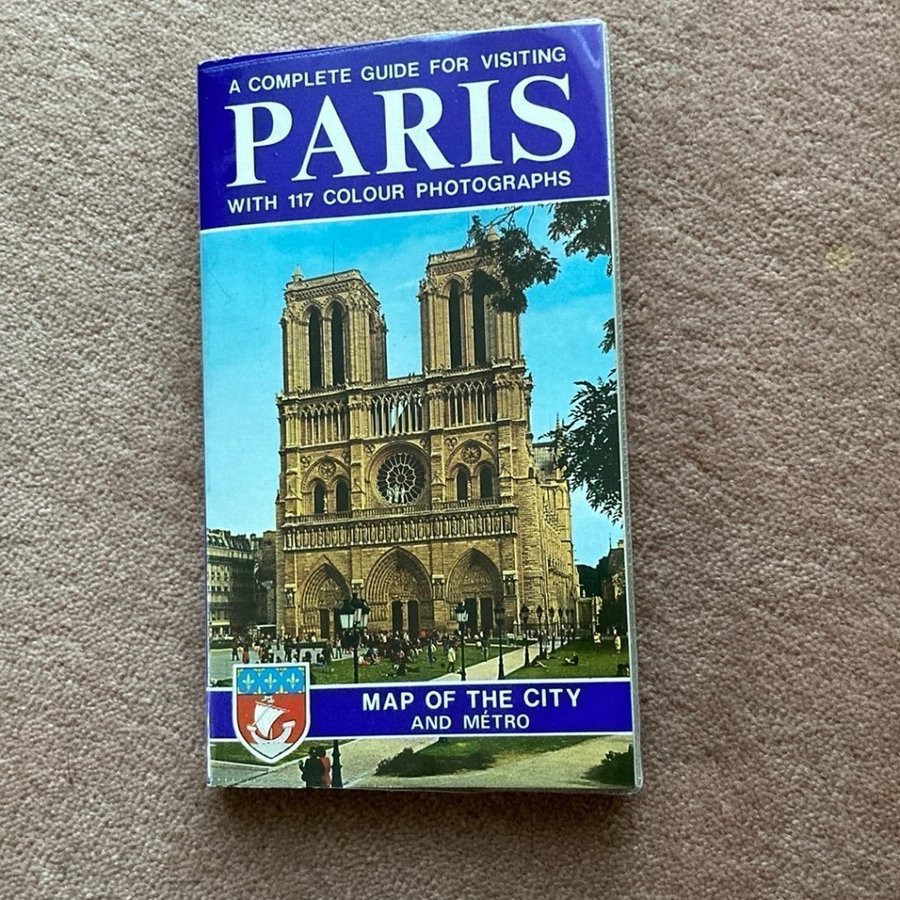 A COMPLETE GUIDE FOR VISITING
PARIS
WITH 117 COLOUR PHOTOGRAPHS
MAP OF THE CITY
AND MÉTRO